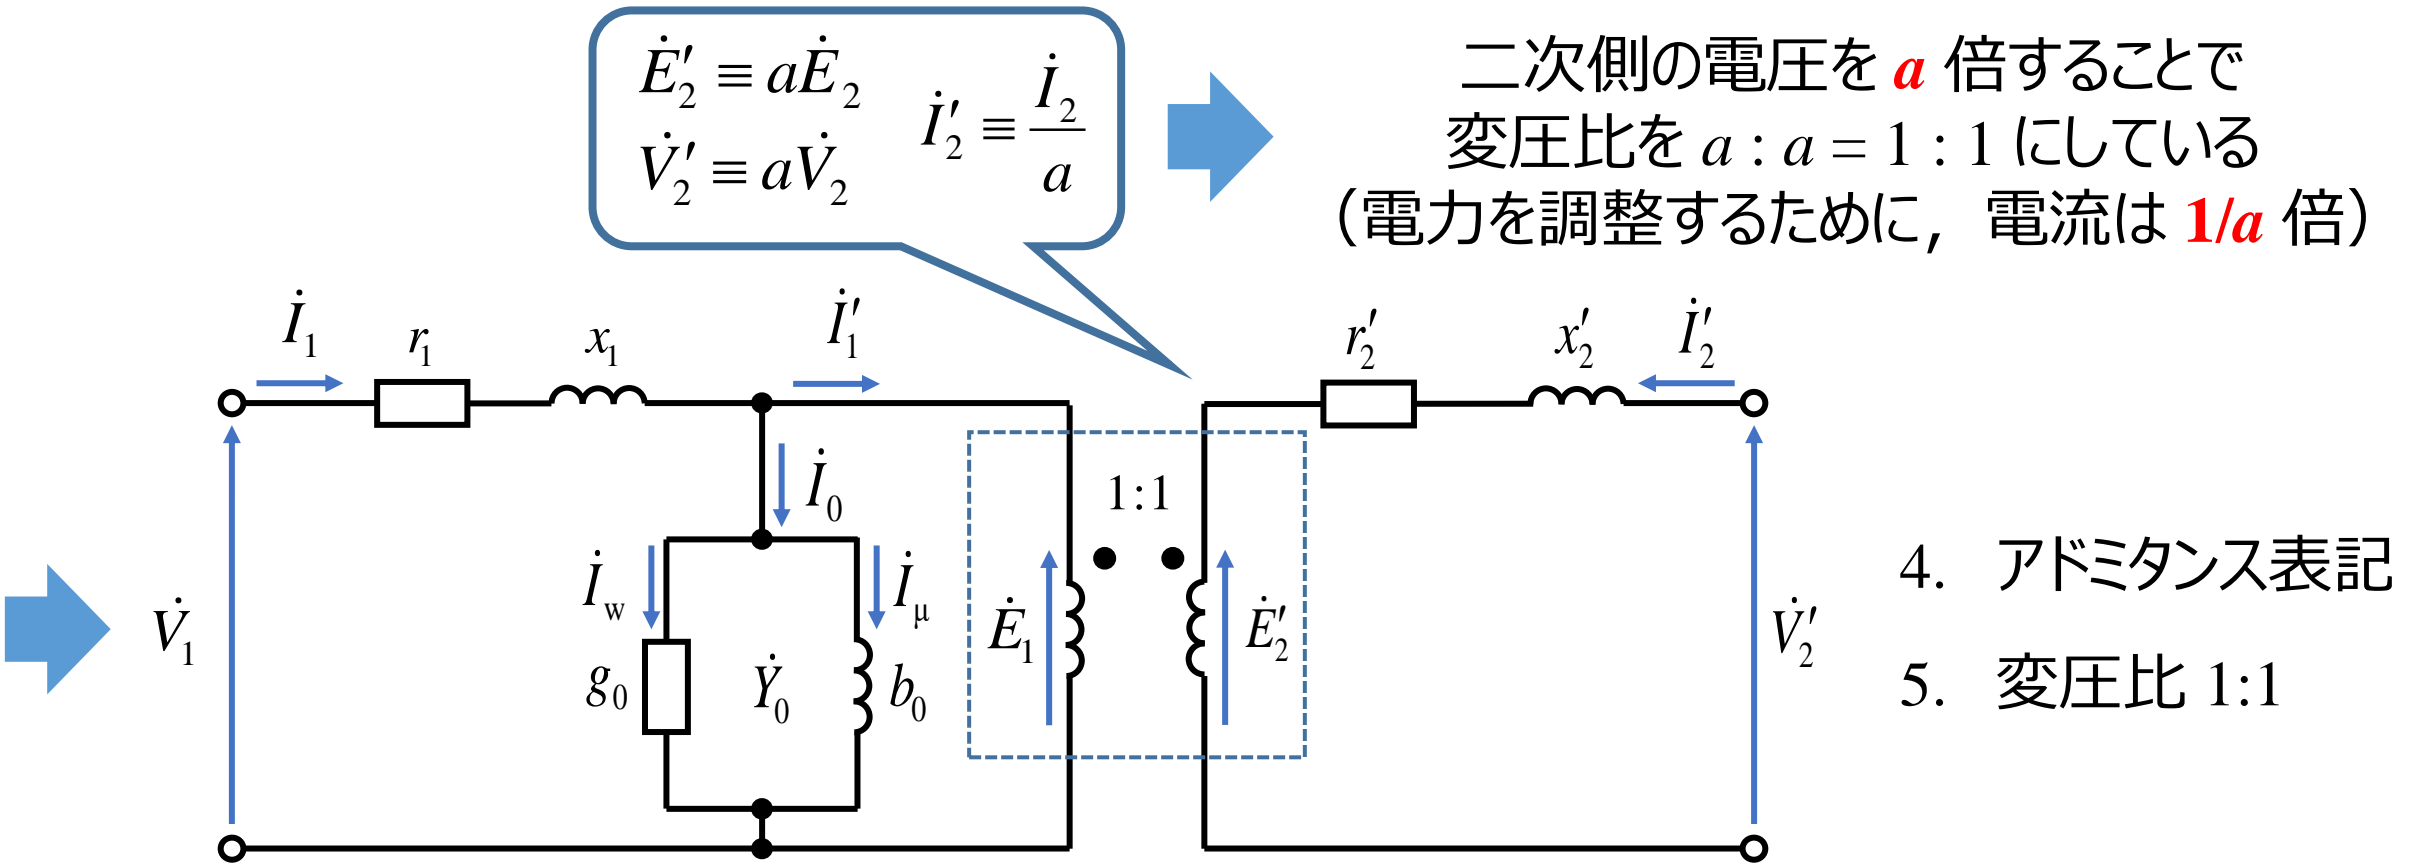 Ė′₂ ≡ aĖ₂
V̇′₂ ≡ aV̇₂
İ′₂ ≡ İ₂/a
二次側の電圧を a 倍することで
変圧比を a : a = 1 : 1 にしている
（電力を調整するために，電流は 1/a 倍）
İ₁
r₁
x₁
İ′₁
r′₂
x′₂
İ′₂
İ₀
1:1
İw
İμ
V̇₁
g₀
Ẏ₀
b₀
Ė₁
Ė′₂
V̇′₂
4. アドミタンス表記
5. 変圧比 1:1